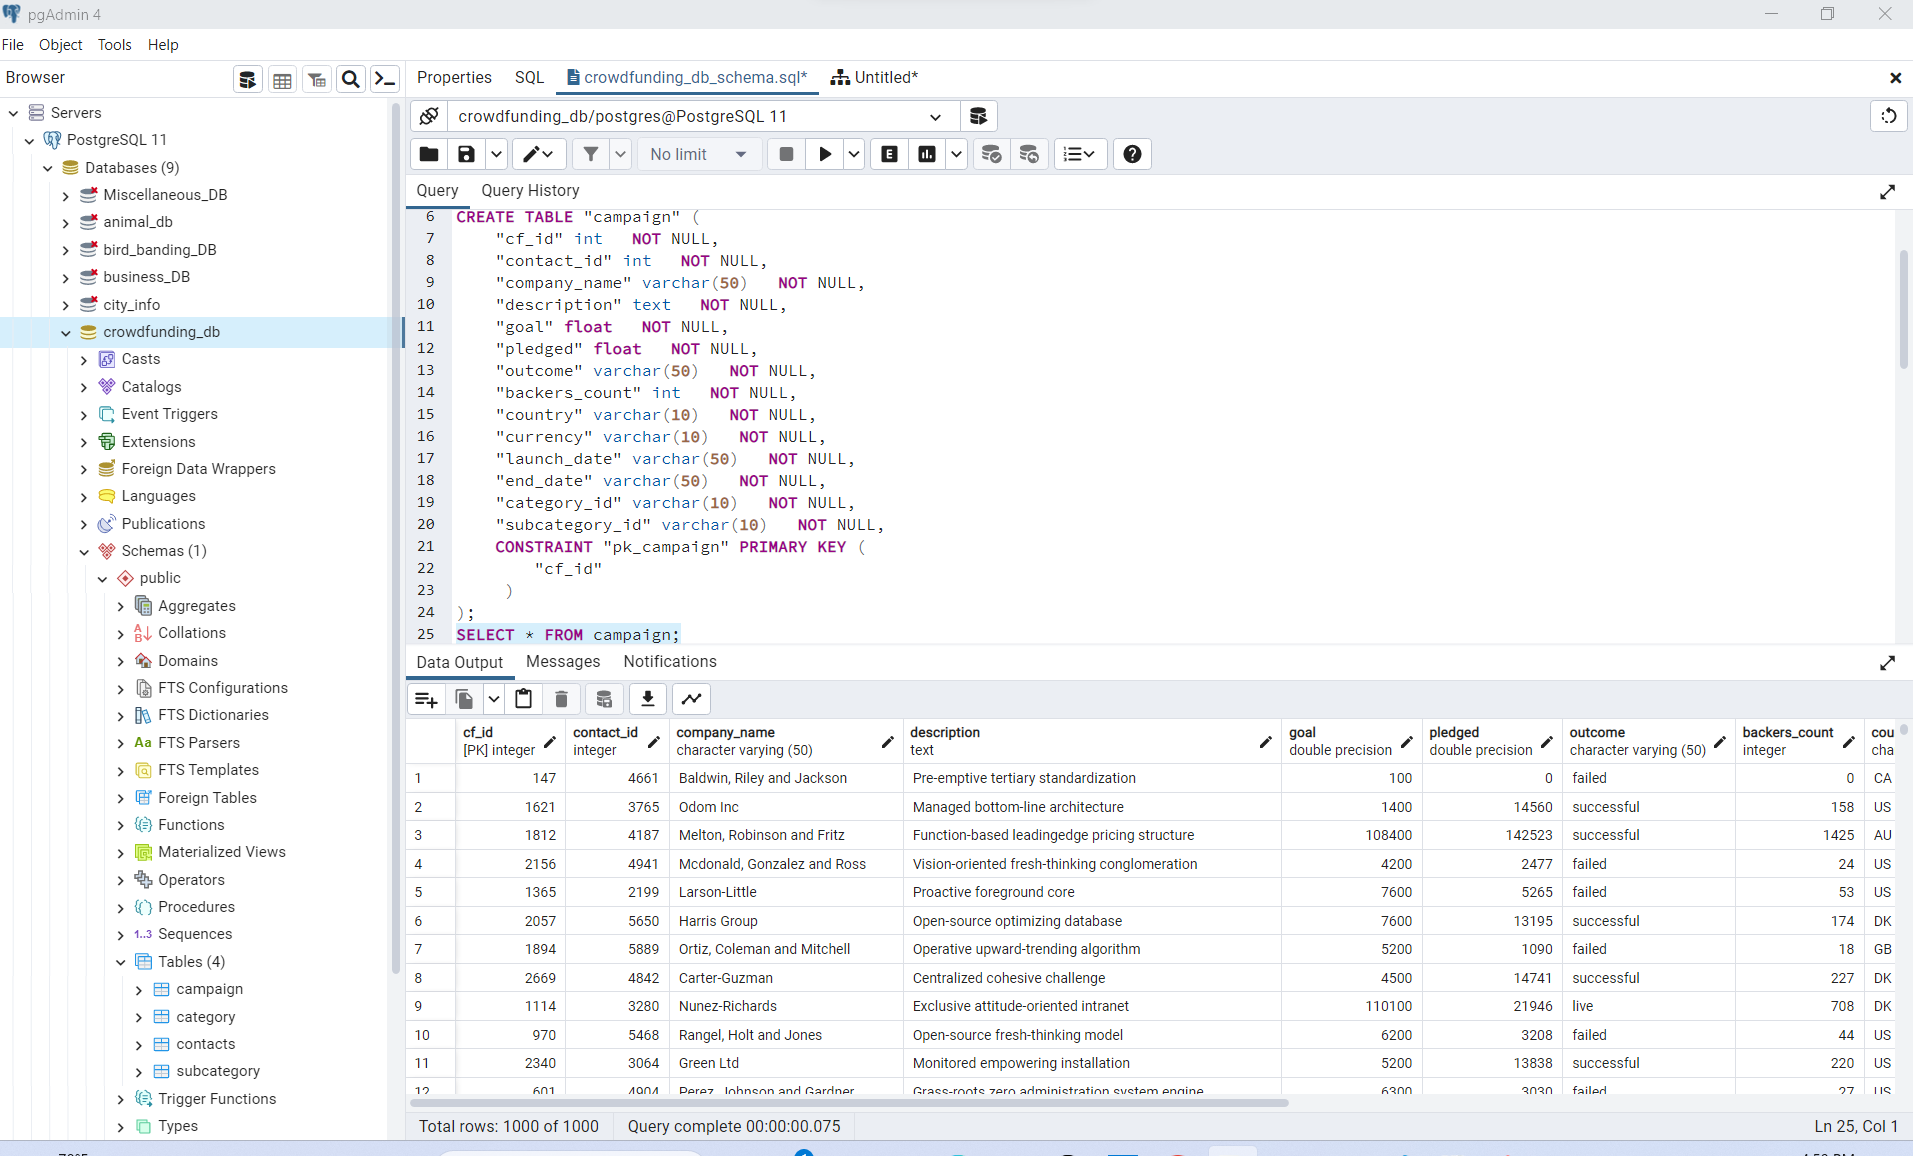 pgAdmin 4
File Object Tools Help
Browser
Properties SQL crowdfunding_db_schema.sql* Untitled*
Servers
PostgreSQL 11
Databases (9)
Miscellaneous_DB
animal_db
bird_banding_DB
business_DB
city_info
crowdfunding_db
Casts
Catalogs
Event Triggers
Extensions
Foreign Data Wrappers
Languages
Publications
Schemas (1)
public
Aggregates
Collations
Domains
FTS Configurations
FTS Dictionaries
Aa FTS Parsers
FTS Templates
Foreign Tables
Functions
Materialized Views
Operators
Procedures
1..3 Sequences
Tables (4)
campaign
category
contacts
subcategory
Trigger Functions
Types
crowdfunding_db/postgres@PostgreSQL 11
No limit E
Query Query History
6 CREATE TABLE "campaign" (
7 "cf_id" int NOT NULL,
8 "contact_id" int NOT NULL,
9 "company_name" varchar(50) NOT NULL,
10 "description" text NOT NULL,
11 "goal" float NOT NULL,
12 "pledged" float NOT NULL,
13 "outcome" varchar(50) NOT NULL,
14 "backers_count" int NOT NULL,
15 "country" varchar(10) NOT NULL,
16 "currency" varchar(10) NOT NULL,
17 "launch_date" varchar(50) NOT NULL,
18 "end_date" varchar(50) NOT NULL,
19 "category_id" varchar(10) NOT NULL,
20 "subcategory_id" varchar(10) NOT NULL,
21 CONSTRAINT "pk_campaign" PRIMARY KEY (
22 "cf_id"
23 )
24 );
25 SELECT * FROM campaign;
Data Output Messages Notifications
cf_id contact_id company_name description goal pledged outcome backers_count cou
[PK] integer integer character varying (50) text double precision double precision character varying (50) integer cha
1 147 4661 Baldwin, Riley and Jackson Pre-emptive tertiary standardization 100 0 failed 0 CA
2 1621 3765 Odom Inc Managed bottom-line architecture 1400 14560 successful 158 US
3 1812 4187 Melton, Robinson and Fritz Function-based leadingedge pricing structure 108400 142523 successful 1425 AU
4 2156 4941 Mcdonald, Gonzalez and Ross Vision-oriented fresh-thinking conglomeration 4200 2477 failed 24 US
5 1365 2199 Larson-Little Proactive foreground core 7600 5265 failed 53 US
6 2057 5650 Harris Group Open-source optimizing database 7600 13195 successful 174 DK
7 1894 5889 Ortiz, Coleman and Mitchell Operative upward-trending algorithm 5200 1090 failed 18 GB
8 2669 4842 Carter-Guzman Centralized cohesive challenge 4500 14741 successful 227 DK
9 1114 3280 Nunez-Richards Exclusive attitude-oriented intranet 110100 21946 live 708 DK
10 970 5468 Rangel, Holt and Jones Open-source fresh-thinking model 6200 3208 failed 44 US
11 2340 3064 Green Ltd Monitored empowering installation 5200 13838 successful 220 US
12 601 4904 Perez, Johnson and Gardner Grass-roots zero administration system engine 6300 3030 failed 27 US
Total rows: 1000 of 1000 Query complete 00:00:00.075 Ln 25, Col 1